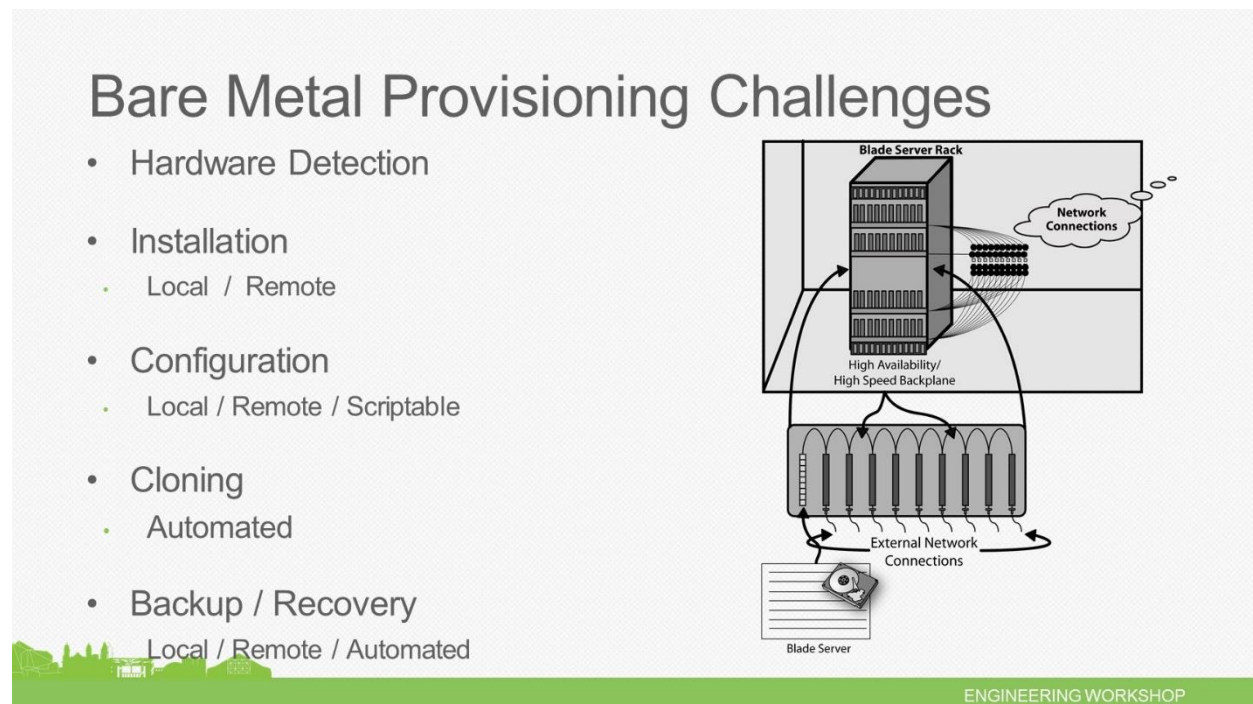 Bare Metal Provisioning Challenges
• Hardware Detection
• Installation
• Local / Remote
• Configuration
• Local / Remote / Scriptable
• Cloning
• Automated
• Backup / Recovery
Local / Remote / Automated
Blade Server Rack
Network
Connections
High Availability/
High Speed Backplane
External Network
Connections
Blade Server
ENGINEERING WORKSHOP